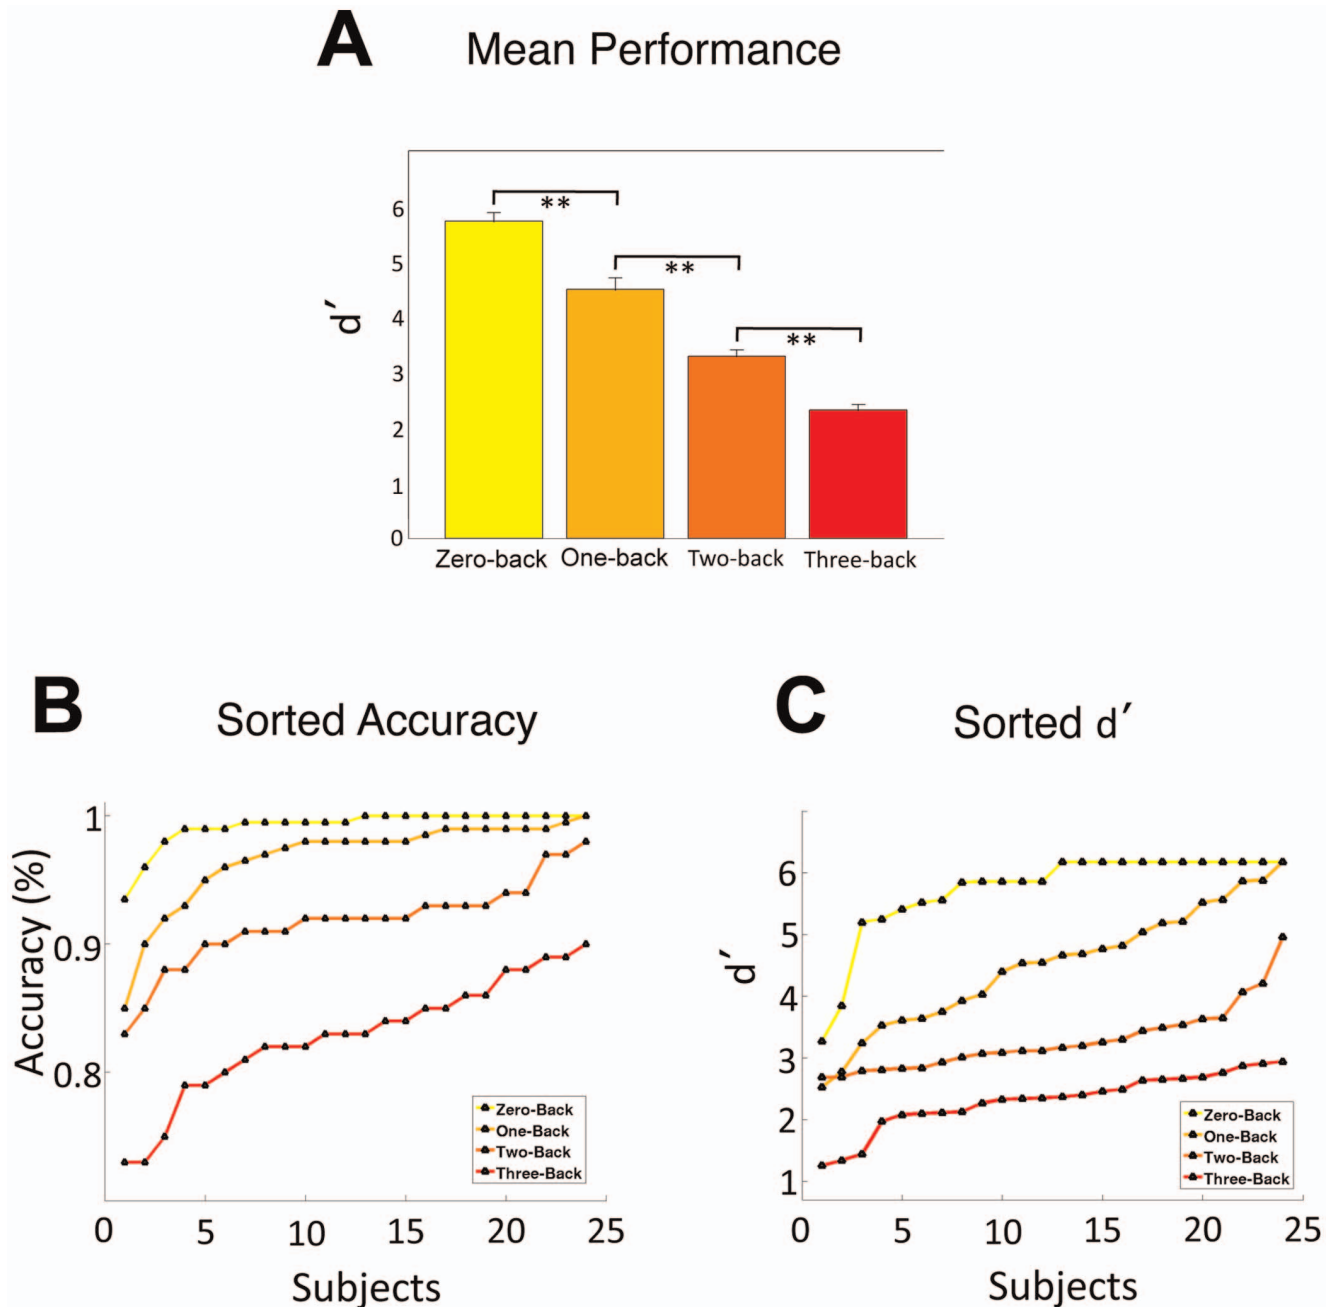 A Mean Performance
6
5
4
3
2
1
0
d′
**
**
**
Zero-back One-back Two-back Three-back
B Sorted Accuracy
1
0.9
0.8
Accuracy (%)
Zero-Back
One-Back
Two-Back
Three-Back
0 5 10 15 20 25
Subjects
C Sorted d′
6
5
4
3
2
1
d′
Zero-Back
One-Back
Two-Back
Three-Back
0 5 10 15 20 25
Subjects